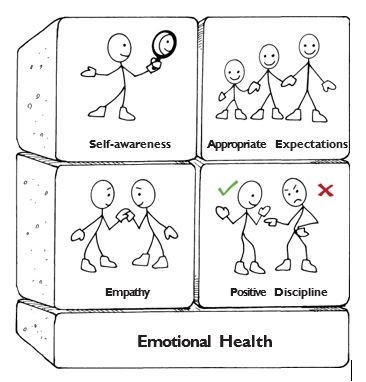 Self-awareness
Appropriate Expectations
Empathy
Positive Discipline
Emotional Health